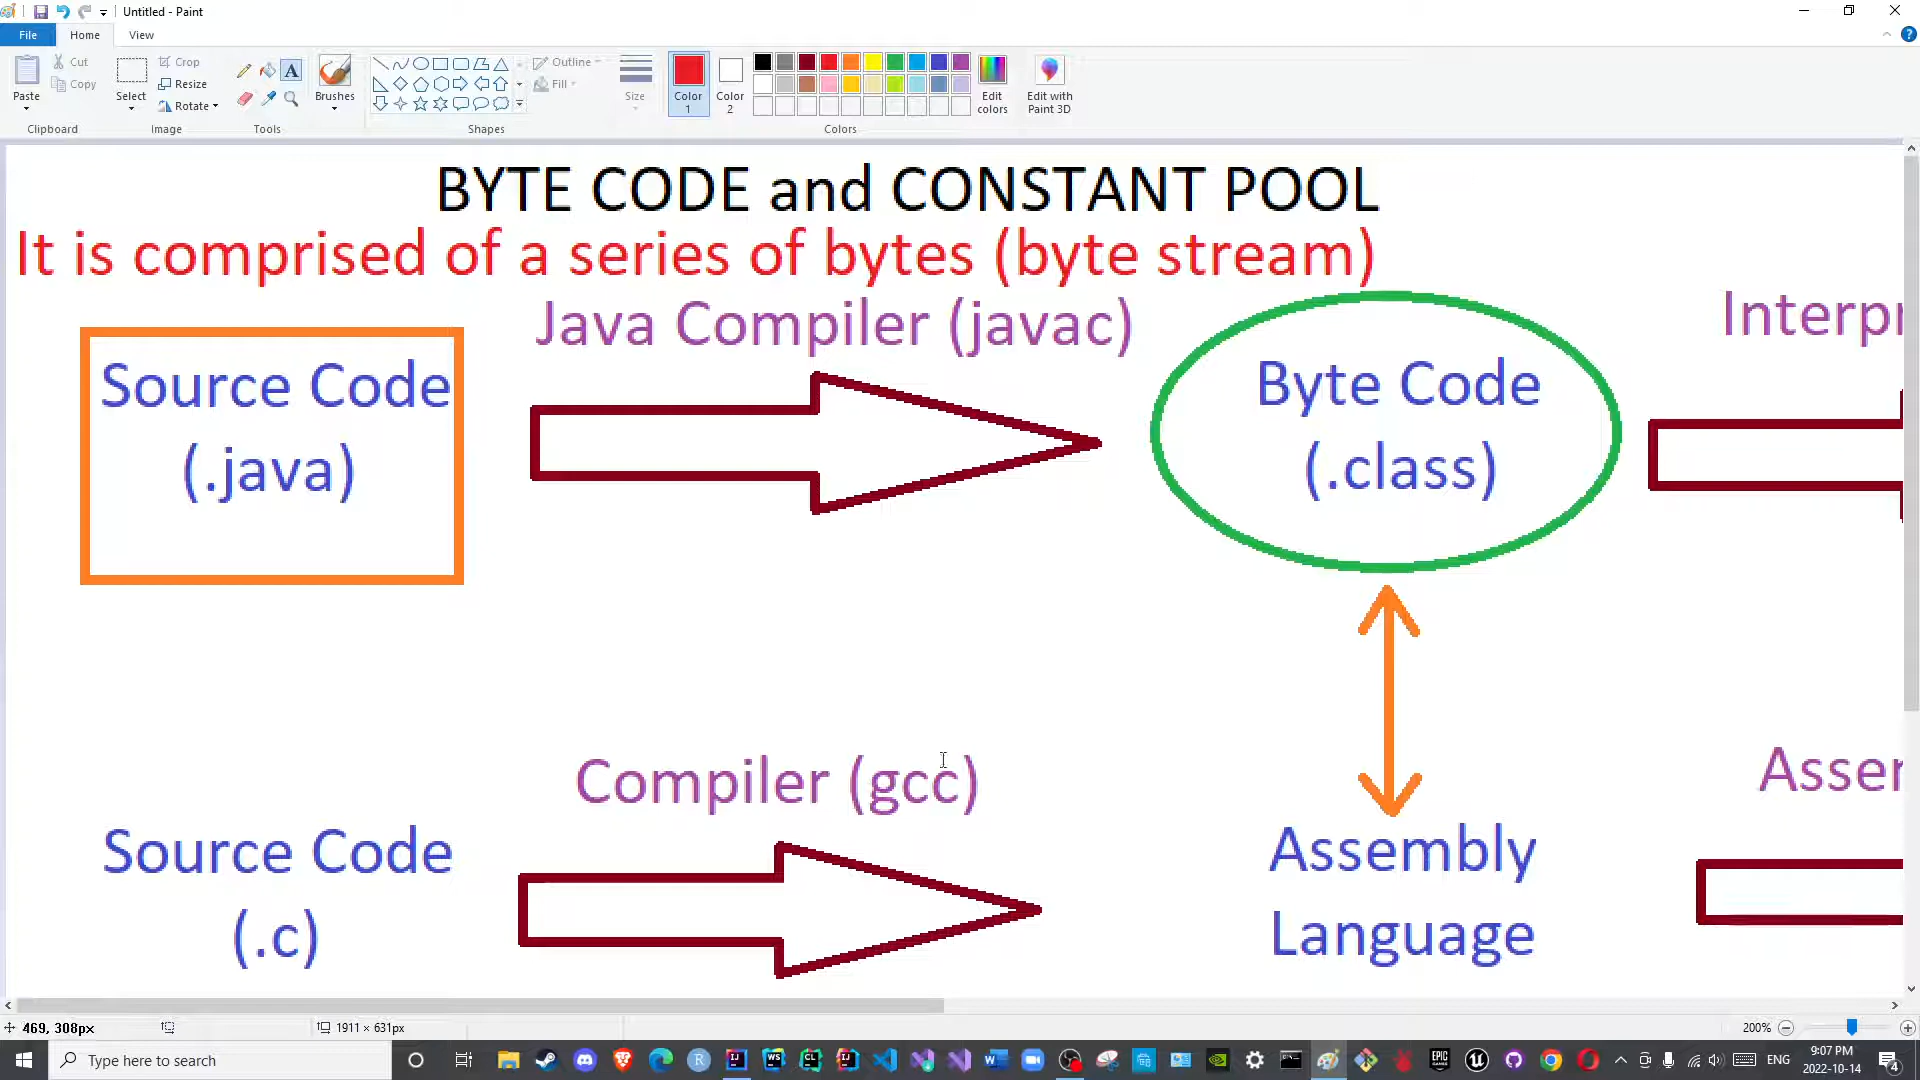 Untitled - Paint
File
Home
View
Paste
Cut
Copy
Clipboard
Select
Crop
Resize
Rotate
Image
A
Tools
Brushes
Shapes
Outline
Fill
Size
Color 1
Color 2
Edit colors
Colors
Edit with Paint 3D
BYTE CODE and CONSTANT POOL
It is comprised of a series of bytes (byte stream)
Java Compiler (javac)
Interpr
Source Code
(.java)
Byte Code
(.class)
Compiler (gcc)
Asser
Source Code
(.c)
Assembly
Language
469, 308px
1911 × 631px
200%
Type here to search
ENG
9:07 PM
2022-10-14
4